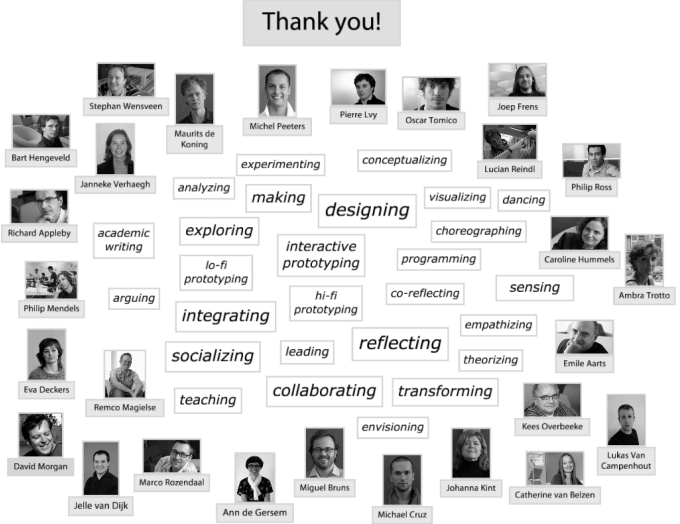 Thank you!
Stephan Wensveen
Maurits de
Koning
Michel Peeters
Pierre Lvy
Oscar Tomico
Joep Frens
Bart Hengeveld
Janneke Verhaegh
experimenting
conceptualizing
Lucian Reindl
Philip Ross
analyzing
making
designing
visualizing
dancing
Richard Appleby
academic
writing
exploring
interactive
prototyping
choreographing
programming
Caroline Hummels
Ambra Trotto
Philip Mendels
arguing
lo-fi
prototyping
hi-fi
prototyping
co-reflecting
sensing
integrating
empathizing
Emile Aarts
Eva Deckers
Remco Magielse
socializing
leading
reflecting
theorizing
teaching
collaborating
transforming
envisioning
Kees Overbeeke
Lukas Van
Campenhout
David Morgan
Jelle van Dijk
Marco Rozendaal
Ann de Gersem
Miguel Bruns
Michael Cruz
Johanna Kint
Catherine van Belzen